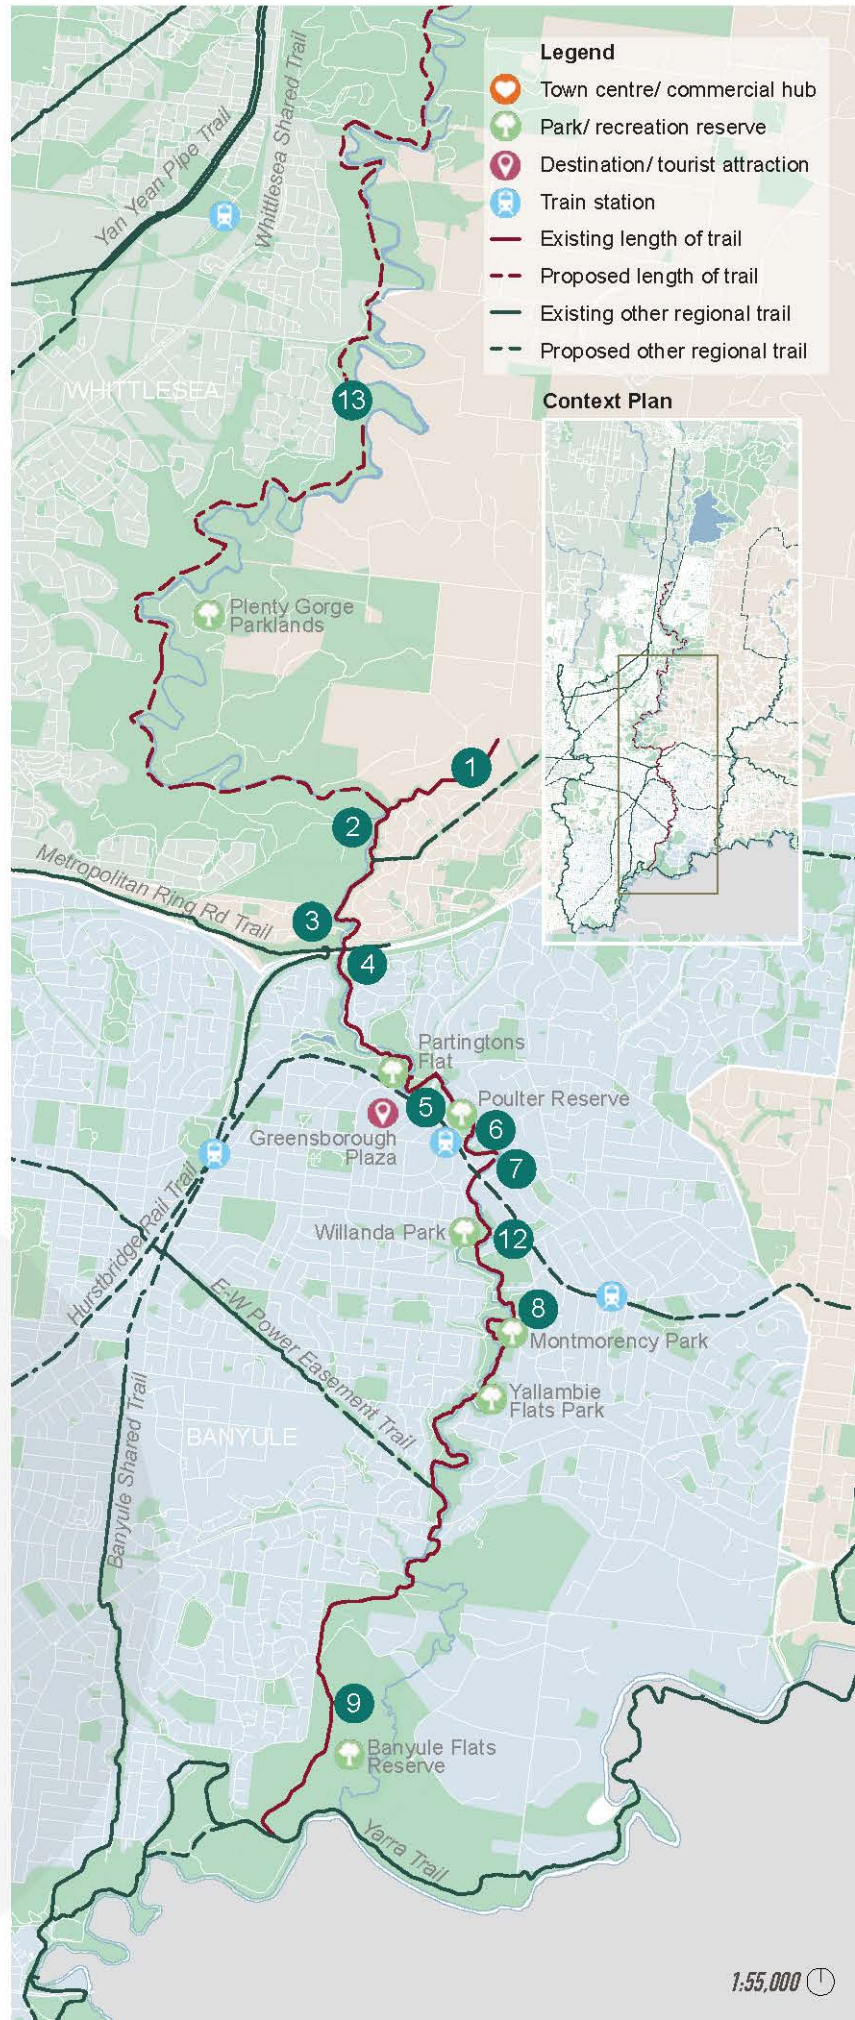 Legend
Town centre/ commercial hub
Park/ recreation reserve
Destination/ tourist attraction
Train station
Existing length of trail
Proposed length of trail
Existing other regional trail
Proposed other regional trail
Context Plan
Yan Yean Pipe Trail
Whittlesea Shared Trail
WHITTLESEA
13
Plenty Gorge
Parklands
1
2
Metropolitan Ring Rd Trail
3
4
Partingtons
Flat
5
Poulter Reserve
Greensborough
Plaza
6
7
Hurstbridge Rail Trail
Willanda Park
12
E-W Power Easement Trail
8
Montmorency Park
Yallambie
Flats Park
Banyule Shared Trail
BANYULE
9
Banyule Flats
Reserve
Yarra Trail
1:55,000